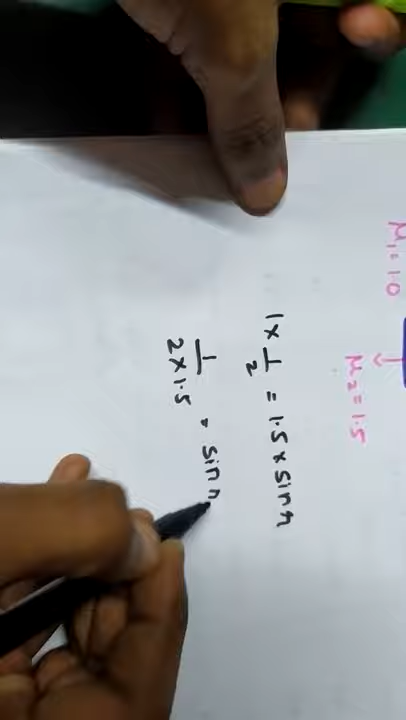 μ₁ = 1.0
μ₂ = 1.5
1 × 1/2 = 1.5 × sin r
1/(2 × 1.5) = sin r